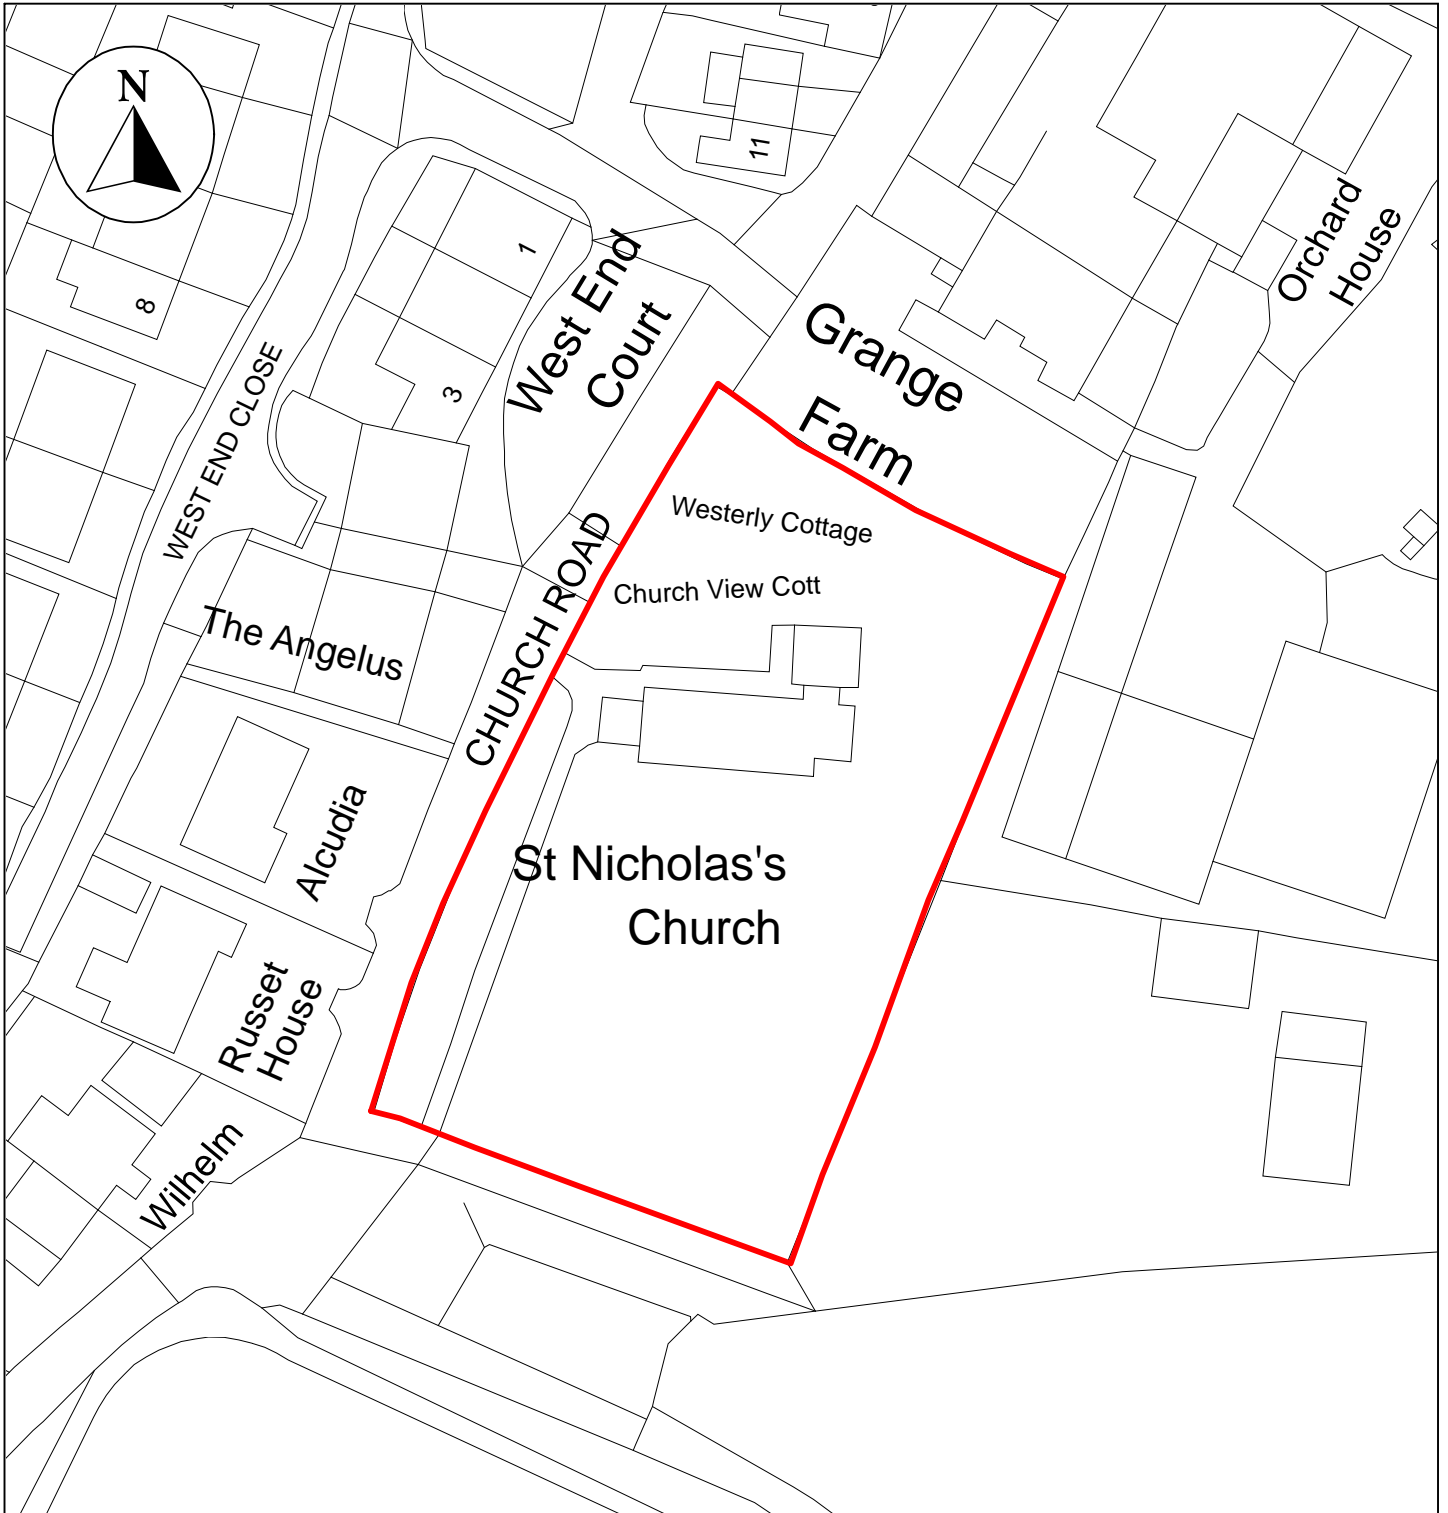 N
11
Orchard
House
1
West End
Court
8
Grange
Farm
3
WEST END CLOSE
Westerly Cottage
Church View Cott
CHURCH ROAD
The Angelus
Alcudia
St Nicholas's
Church
Russet
House
Wilhelm